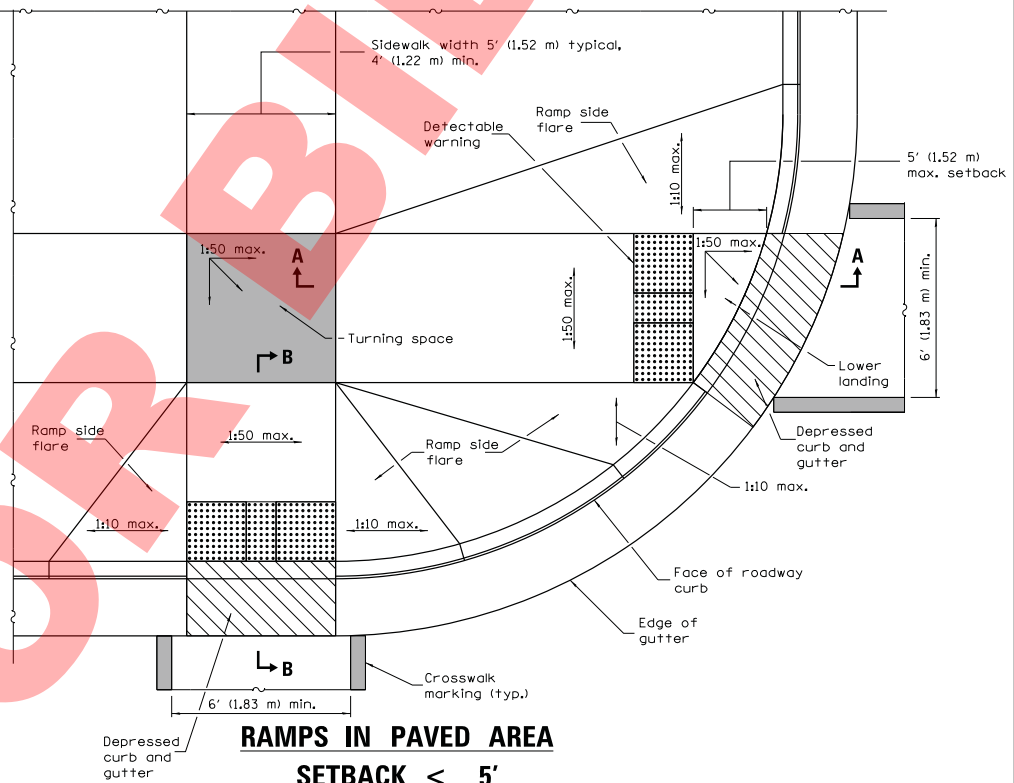 Sidewalk width 5' (1.52 m) typical,
4' (1.22 m) min.
Ramp side
flare
Detectable
warning
1:10 max.
5' (1.52 m)
max. setback
1:50 max.
A
1:50 max.
A
1:50 max.
6' (1.83 m) min.
Turning space
B
Lower
landing
Ramp side
flare
1:50 max.
Ramp side
flare
Depressed
curb and
gutter
1:10 max.
1:10 max.
1:10 max.
Face of roadway
curb
Edge of
gutter
B
Crosswalk
marking (typ.)
6' (1.83 m) min.
Depressed
curb and
gutter
RAMPS IN PAVED AREA
SETBACK < 5'
OR BI